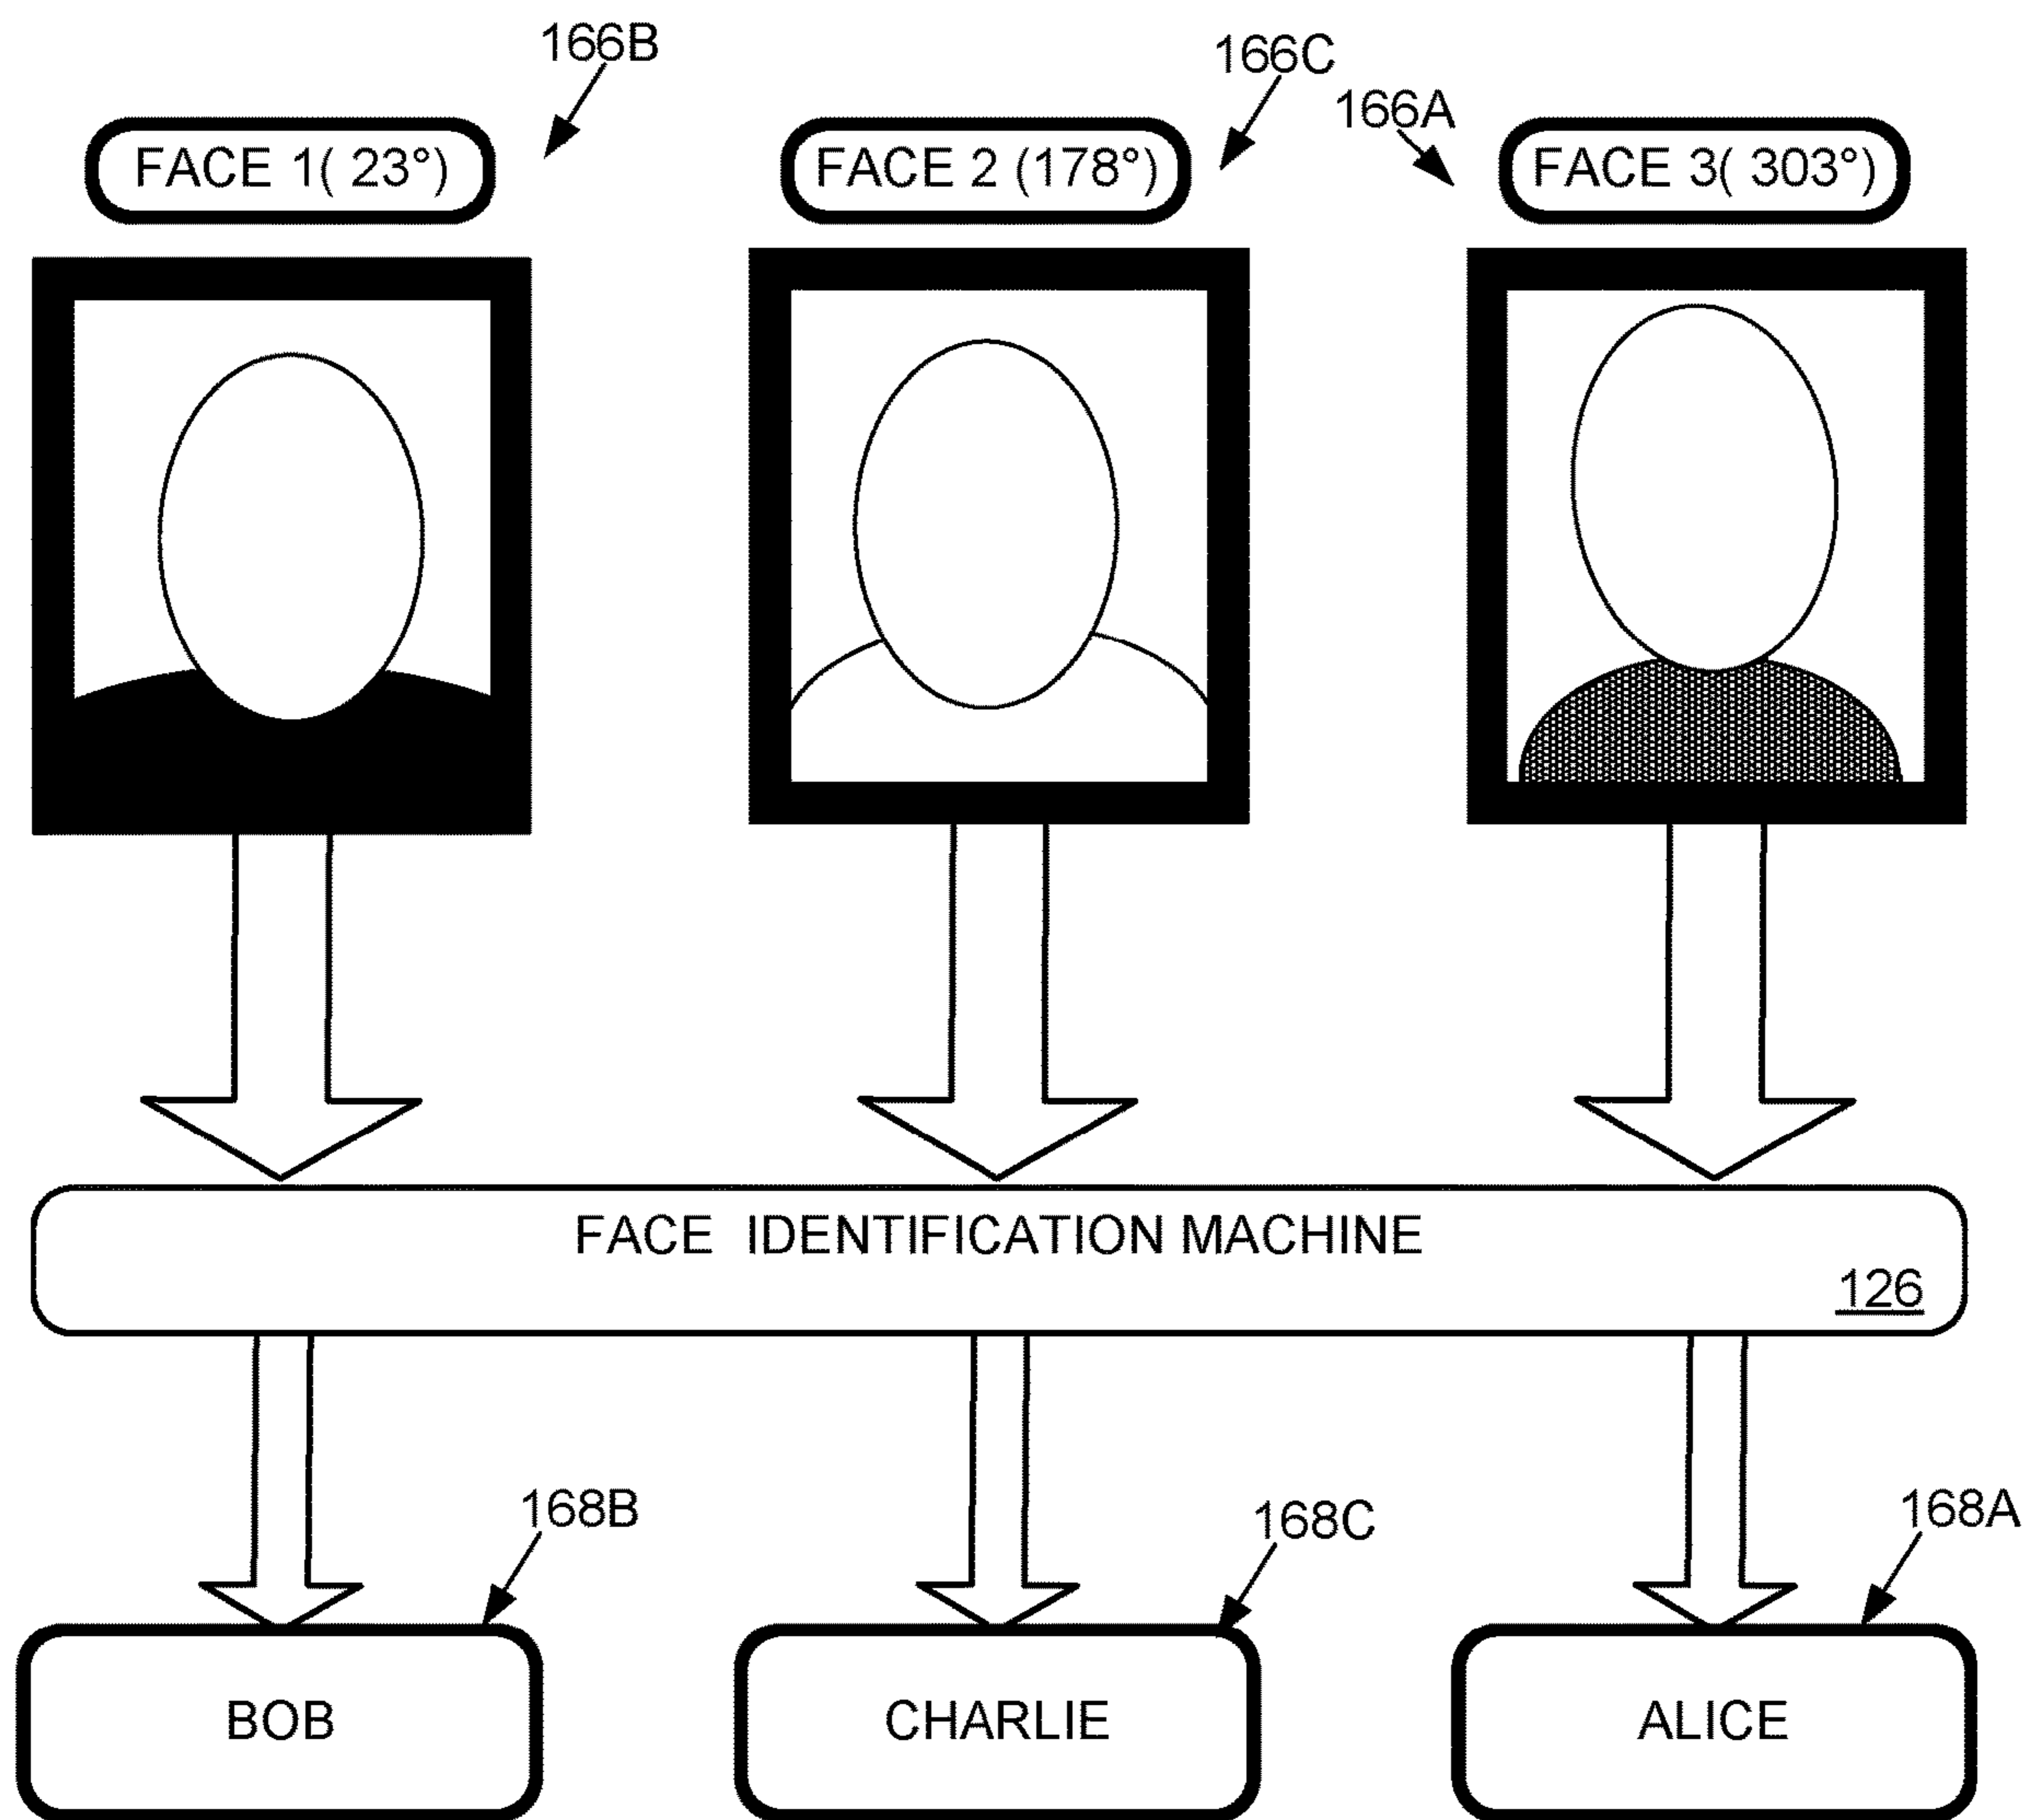 166B
166C
166A
FACE 1( 23°)
FACE 2 (178°)
FACE 3( 303°)
FACE IDENTIFICATION MACHINE
126
168B
168C
168A
BOB
CHARLIE
ALICE